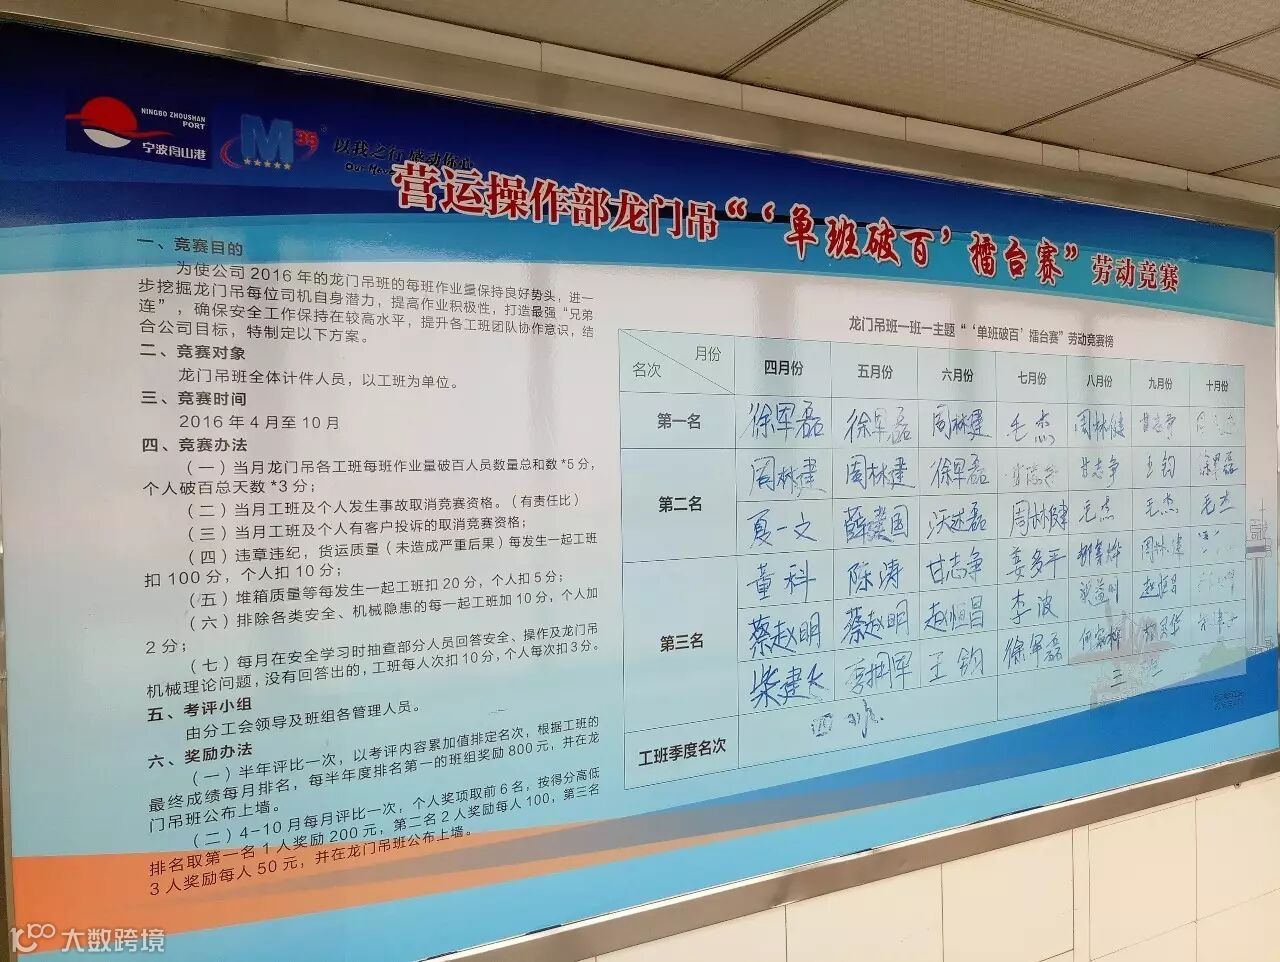 NINGBO ZHOUSHAN
PORT
宁波舟山港
M
35
以我之行 感动你心
营运操作部龙门吊“‘单班破百’擂台赛”劳动竞赛
一、竞赛目的
为使公司2016年的龙门吊班的每班作业量保持良好势头，进一
步挖掘龙门吊每位司机自身潜力，提高作业积极性，打造最强“兄弟
连”，确保安全工作保持在较高水平，提升各工班团队协作意识，结
合公司目标，特制定以下方案。
二、竞赛对象
龙门吊班全体计件人员，以工班为单位。
三、竞赛时间
2016年4月至10月
四、竞赛办法
（一）当月龙门吊各工班每班作业量破百人员数量总和数*5分，
个人破百总天数*3分；
（二）当月工班及个人发生事故取消竞赛资格。（有责任比）
（三）当月工班及个人有客户投诉的取消竞赛资格；
（四）违章违纪，货运质量（未造成严重后果）每发生一起工班
扣100分，个人扣10分；
（五）堆箱质量等每发生一起工班扣20分，个人扣5分；
（六）排除各类安全、机械隐患的每一起工班加10分，个人加
2分；
（七）每月在安全学习时抽查部分人员回答安全、操作及龙门吊
机械理论问题，没有回答出的，工班每人次扣10分，个人每次扣3分。
五、考评小组
由分工会领导及班组各管理人员。
六、奖励办法
（一）半年评比一次，以考评内容累加值排定名次，根据工班的
最终成绩每月排名，每半年度排名第一的班组奖励800元，并在龙
门吊班公布上墙。
（二）4-10月每月评比一次，个人奖项取前6名，按得分高低
排名取第一名1人奖励200元，第二名2人奖励每人100，第三名
3人奖励每人50元，并在龙门吊班公布上墙。
龙门吊班一班一主题“‘单班破百’擂台赛”劳动竞赛榜
月份
名次 四月份 五月份 六月份 七月份 八月份 九月份 十月份
第一名 徐军磊 徐军磊 周林建 毛杰 周林健 甘志争
第二名 周林建 周林建 徐军磊 甘志争 王钧 徐军磊
夏一文 薛建国 沃述磊 周林健 毛杰 毛杰 毛杰
第三名 董科 陈涛 甘志争 姜多平 周林建
蔡赵明 蔡赵明 赵恒昌 李波 赵恒昌
柴建大 王钧 徐军磊 何家桦
工班季度名次 四班 三班
大数跨境